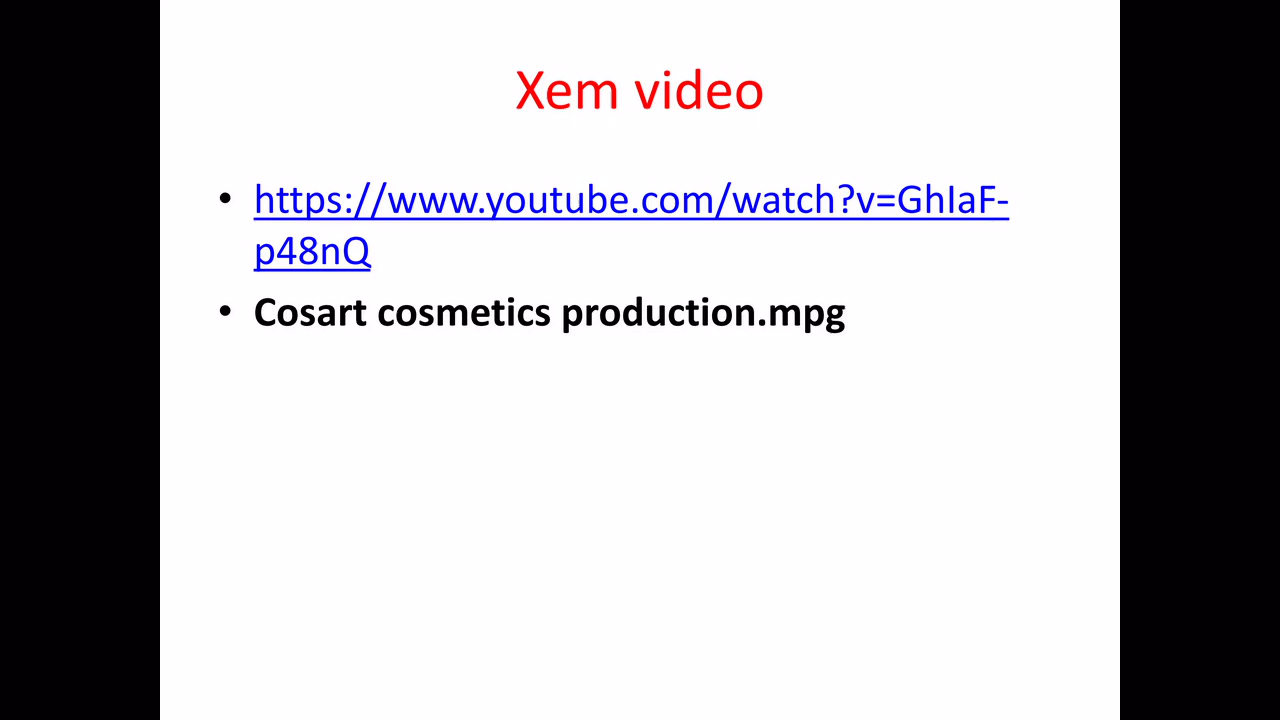 Xem video
• https://www.youtube.com/watch?v=GhIaF-
p48nQ
• Cosart cosmetics production.mpg